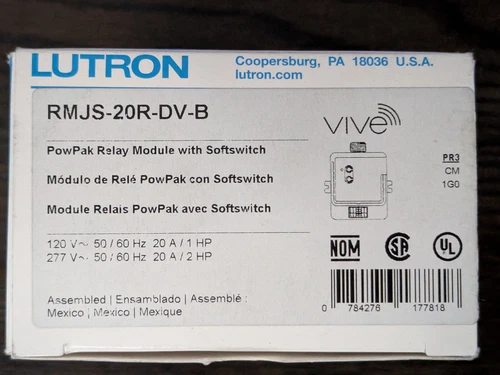 LUTRON
Coopersburg, PA 18036 U.S.A.
lutron.com
RMJS-20R-DV-B
vive
PowPak Relay Module with Softswitch
Módulo de Relé PowPak con Softswitch
Module Relais PowPak avec Softswitch
PR3
CM
1G0
120 V~ 50/60 Hz 20 A/1 HP
277 V~ 50/60 Hz 20 A/2 HP
NOM
SA
UL
Assembled | Ensamblado | Assemblé :
Mexico | Mexico | Mexique
0 784276 177818